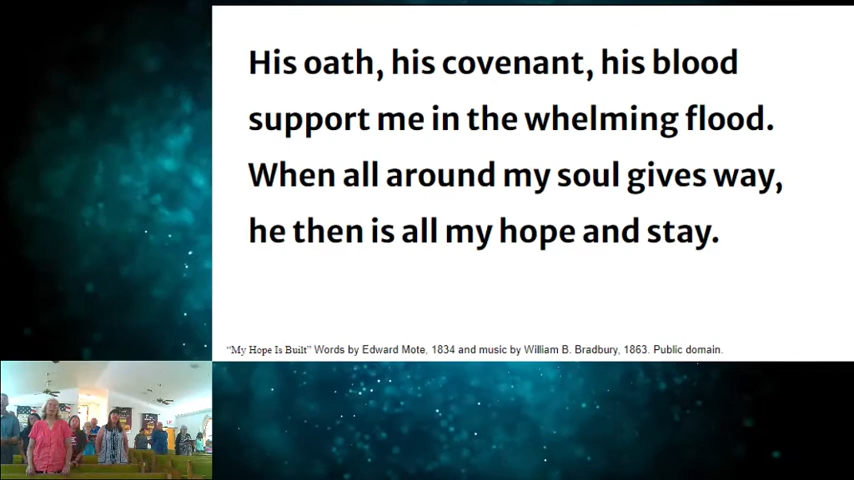 His oath, his covenant, his blood
support me in the whelming flood.
When all around my soul gives way,
he then is all my hope and stay.
“My Hope Is Built” Words by Edward Mote, 1834 and music by William B. Bradbury, 1863. Public domain.